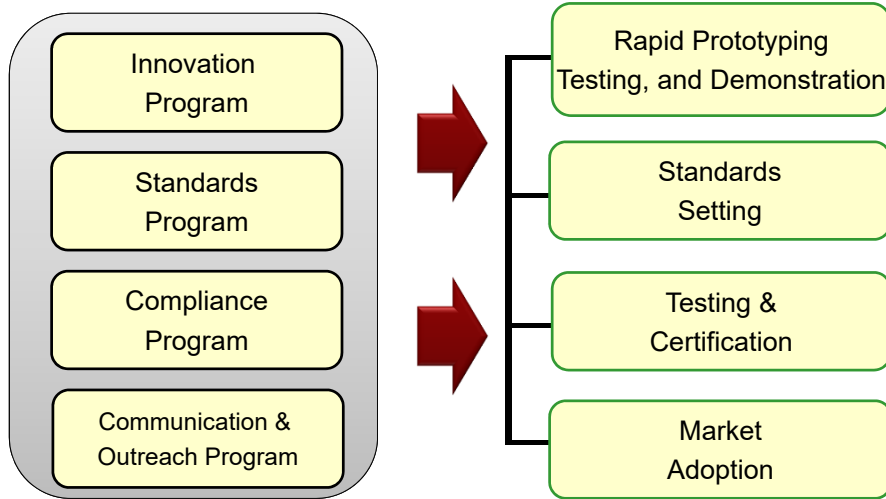 Innovation
Program
Standards
Program
Compliance
Program
Communication &
Outreach Program
Rapid Prototyping
Testing, and Demonstration
Standards
Setting
Testing &
Certification
Market
Adoption